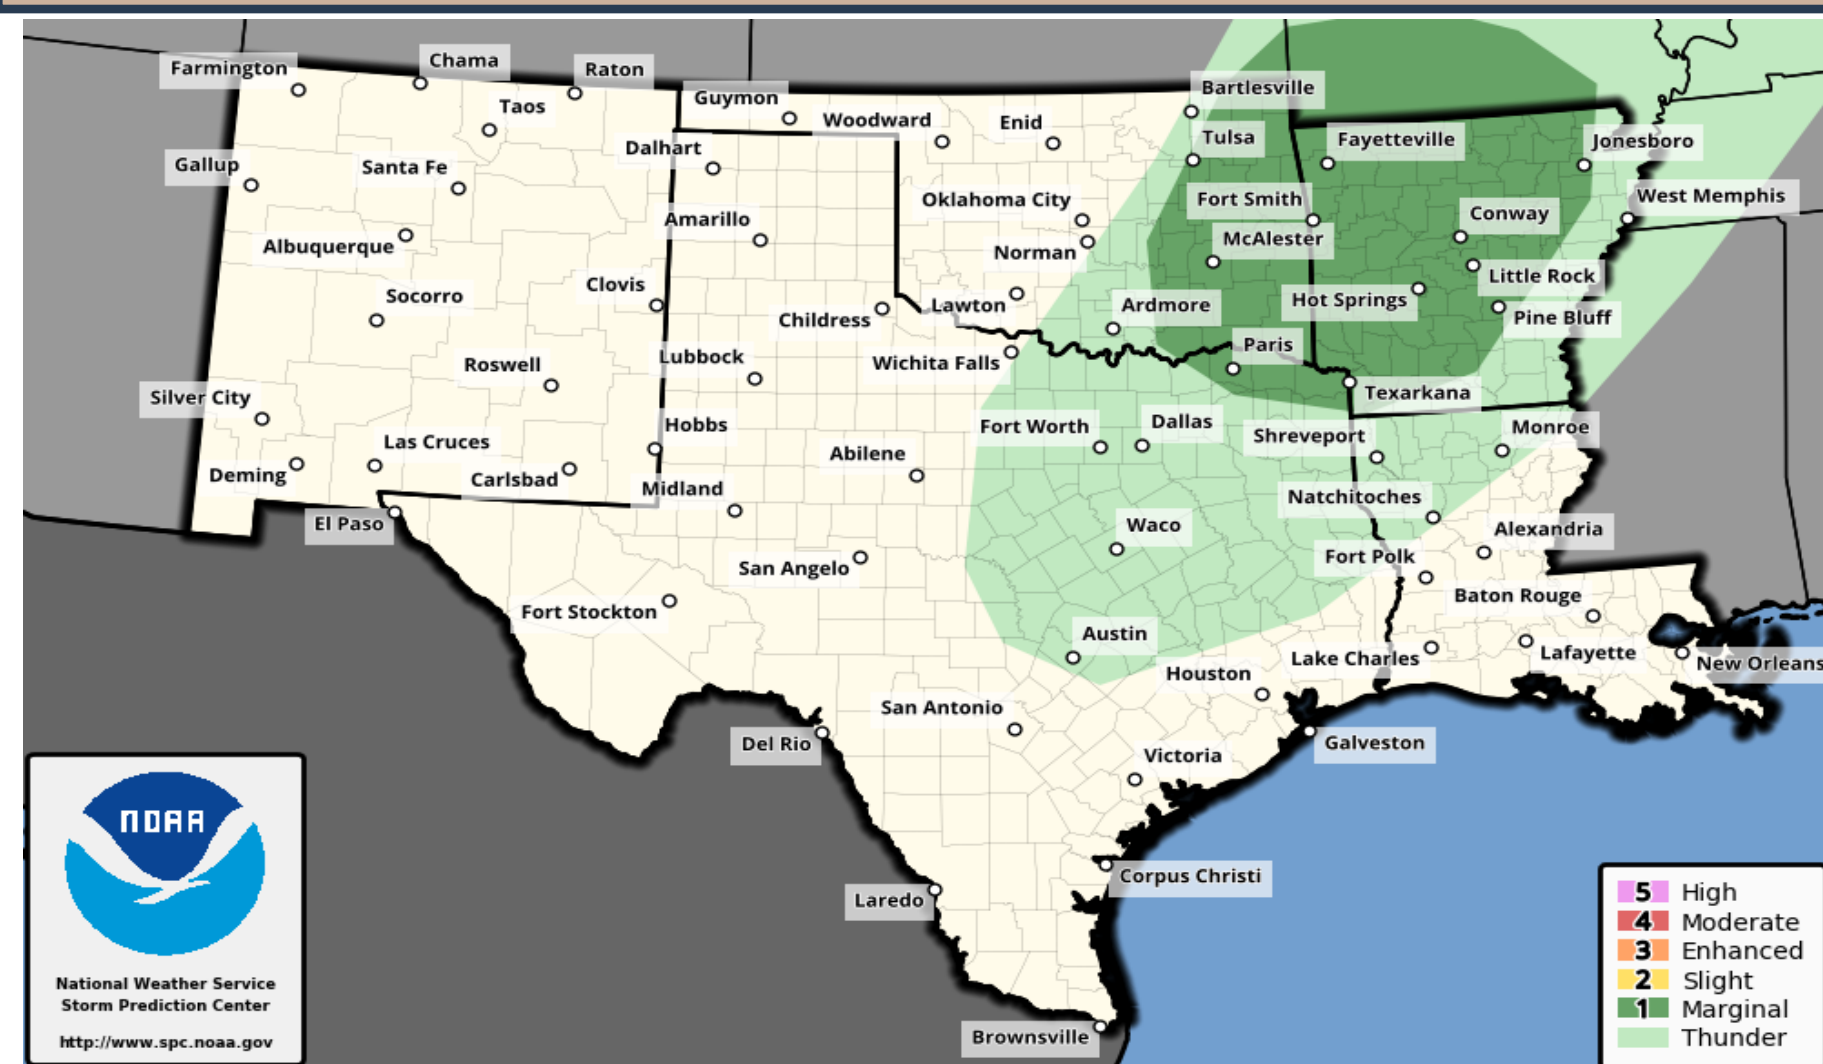 Farmington
Chama
Raton
Taos
Guymon
Woodward
Enid
Bartlesville
Tulsa
Fayetteville
Jonesboro
Gallup
Santa Fe
Dalhart
Oklahoma City
Fort Smith
Conway
West Memphis
Albuquerque
Amarillo
Norman
McAlester
Little Rock
Socorro
Clovis
Childress
Lawton
Ardmore
Hot Springs
Pine Bluff
Roswell
Lubbock
Wichita Falls
Paris
Texarkana
Silver City
Hobbs
Las Cruces
Abilene
Fort Worth
Dallas
Shreveport
Monroe
Deming
Carlsbad
Midland
Natchitoches
El Paso
San Angelo
Waco
Fort Polk
Alexandria
Fort Stockton
Austin
Baton Rouge
Houston
Lake Charles
Lafayette
New Orleans
San Antonio
Del Rio
Victoria
Galveston
Laredo
Corpus Christi
Brownsville
NOAA
National Weather Service
Storm Prediction Center
http://www.spc.noaa.gov
5 High
4 Moderate
3 Enhanced
2 Slight
1 Marginal
Thunder